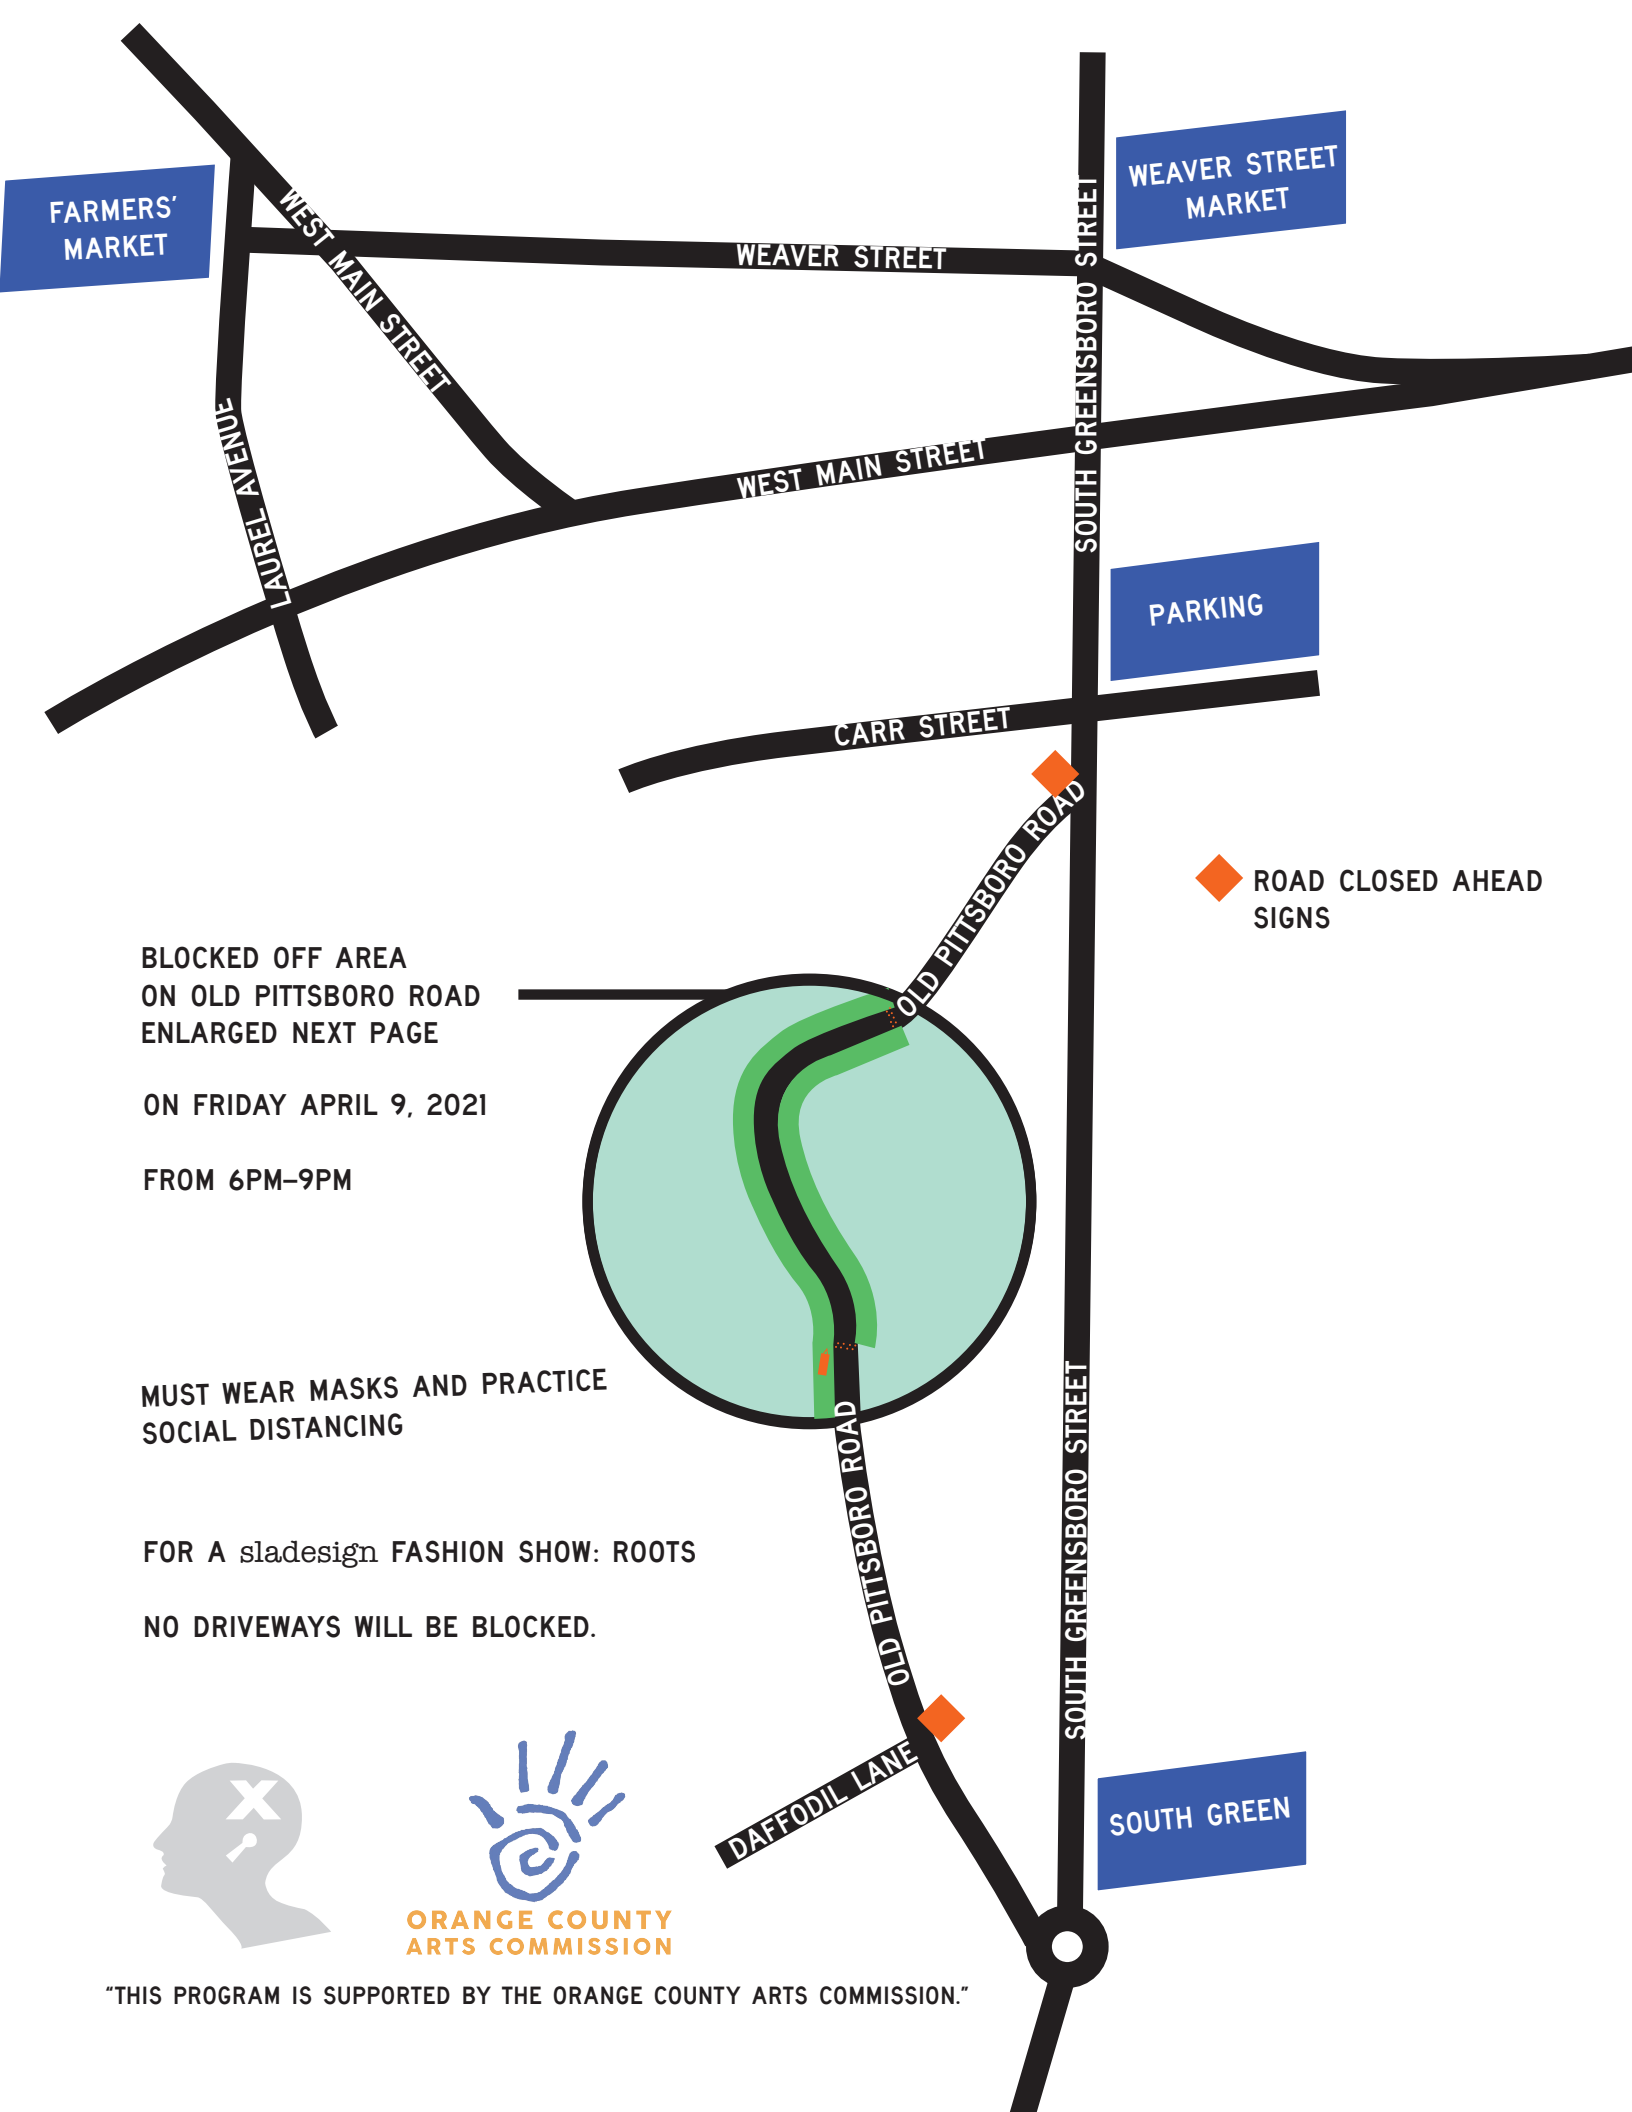 FARMERS'
MARKET
WEAVER STREET
MARKET
WEST MAIN STREET
WEAVER STREET
SOUTH GREENSBORO STREET
LAUREL AVENUE
WEST MAIN STREET
PARKING
CARR STREET
OLD PITTSBORO ROAD
ROAD CLOSED AHEAD
SIGNS
BLOCKED OFF AREA
ON OLD PITTSBORO ROAD
ENLARGED NEXT PAGE
ON FRIDAY APRIL 9, 2021
FROM 6PM–9PM
MUST WEAR MASKS AND PRACTICE
SOCIAL DISTANCING
OLD PITTSBORO ROAD
SOUTH GREENSBORO STREET
FOR A sladesign FASHION SHOW: ROOTS
NO DRIVEWAYS WILL BE BLOCKED.
DAFFODIL LANE
SOUTH GREEN
X
ORANGE COUNTY
ARTS COMMISSION
“THIS PROGRAM IS SUPPORTED BY THE ORANGE COUNTY ARTS COMMISSION.”